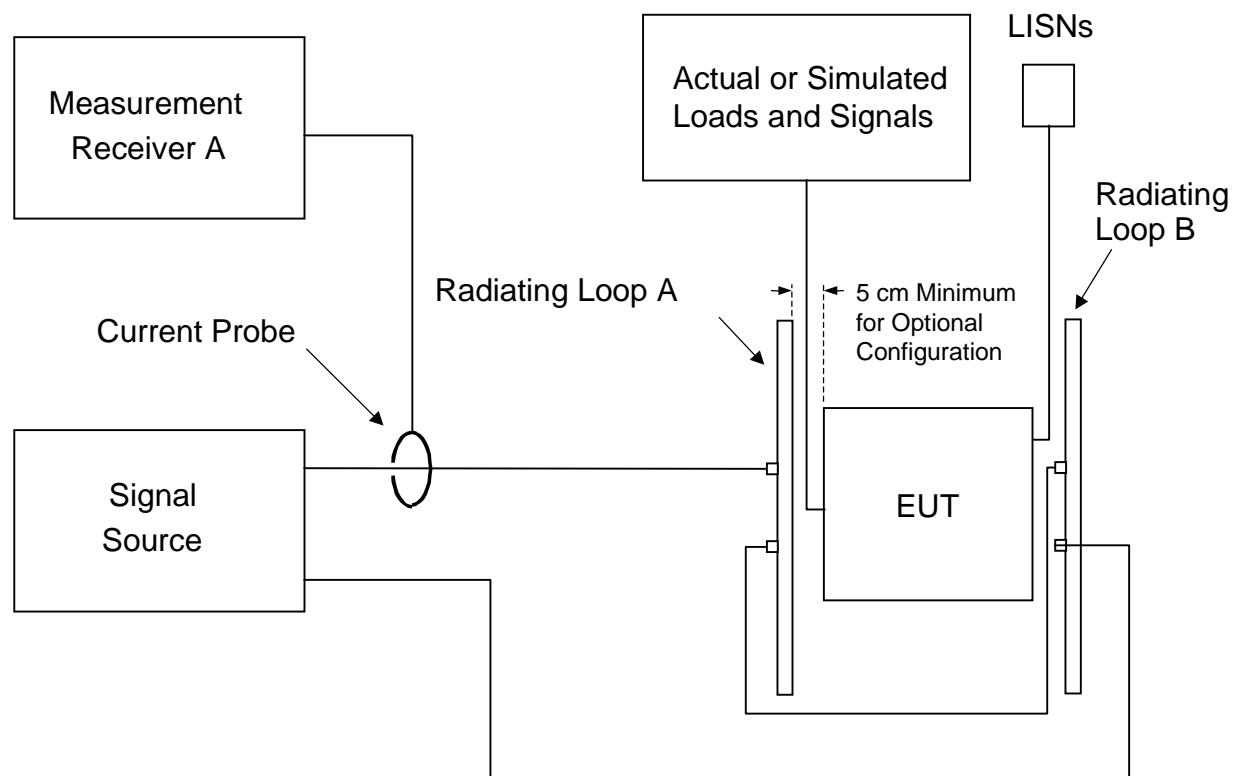 LISNs
Measurement
Receiver A
Actual or Simulated
Loads and Signals
Radiating
Loop B
Radiating Loop A
5 cm Minimum
for Optional
Configuration
Current Probe
Signal
Source
EUT